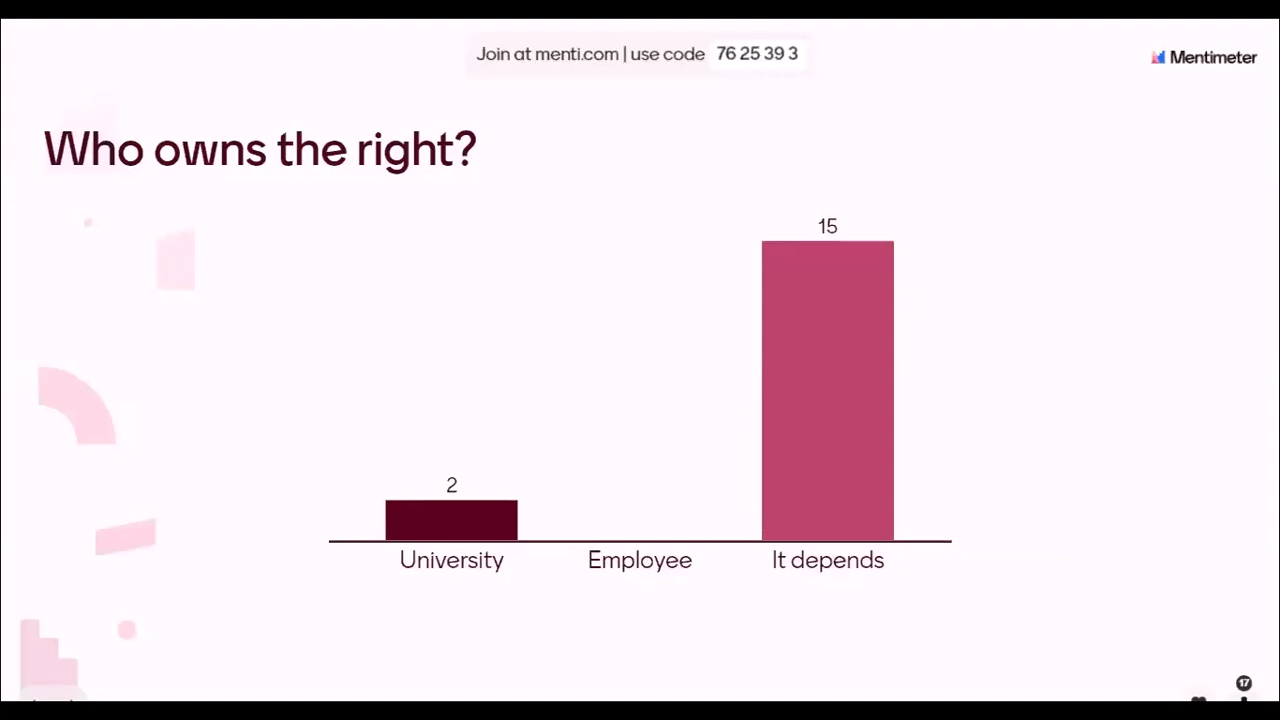 Join at menti.com | use code 76 25 39 3
Mentimeter
Who owns the right?
15
2
University
Employee
It depends
17